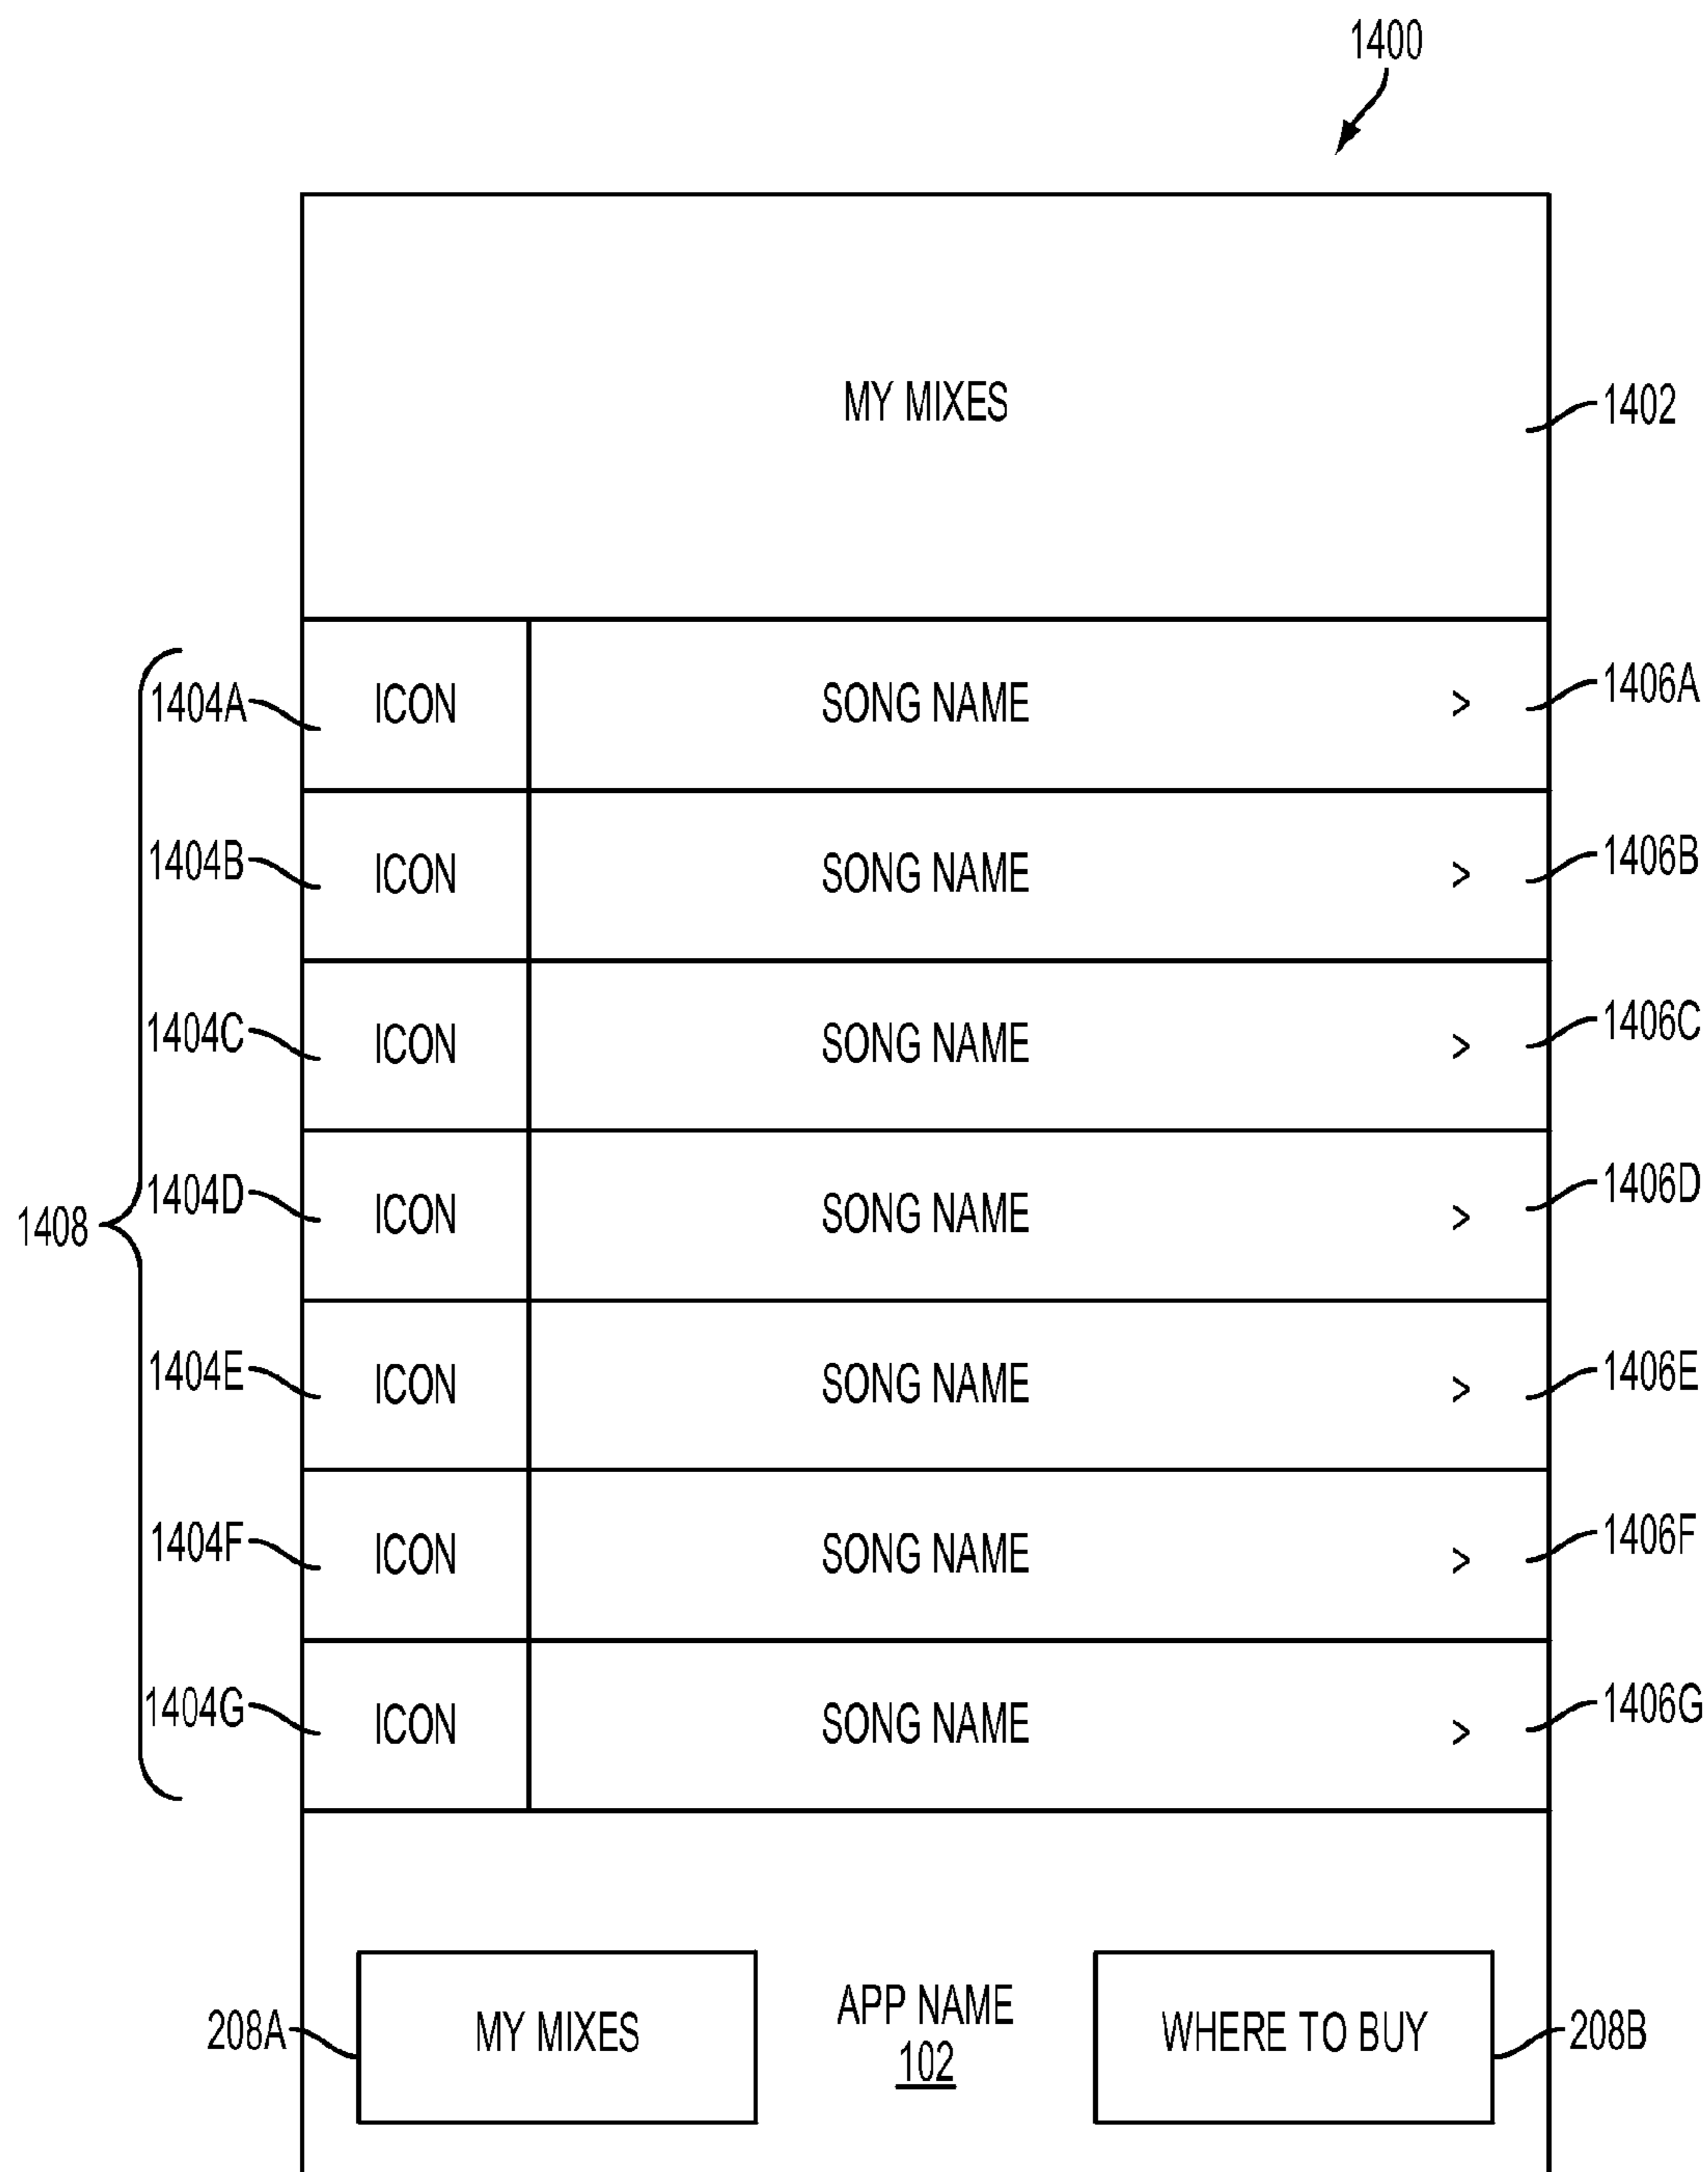 1400
MY MIXES
1402
1404A ICON SONG NAME > 1406A
1404B ICON SONG NAME > 1406B
1404C ICON SONG NAME > 1406C
1404D ICON SONG NAME > 1406D
1408
1404E ICON SONG NAME > 1406E
1404F ICON SONG NAME > 1406F
1404G ICON SONG NAME > 1406G
208A MY MIXES APP NAME WHERE TO BUY 208B
102